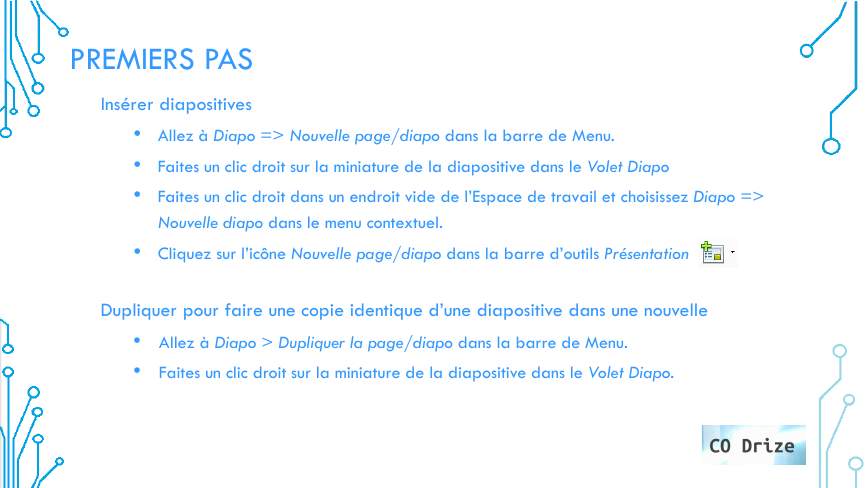 PREMIERS PAS
Insérer diapositives
• Allez à Diapo => Nouvelle page/diapo dans la barre de Menu.
• Faites un clic droit sur la miniature de la diapositive dans le Volet Diapo
• Faites un clic droit dans un endroit vide de l'Espace de travail et choisissez Diapo =>
Nouvelle diapo dans le menu contextuel.
• Cliquez sur l'icône Nouvelle page/diapo dans la barre d'outils Présentation
Dupliquer pour faire une copie identique d'une diapositive dans une nouvelle
• Allez à Diapo > Dupliquer la page/diapo dans la barre de Menu.
• Faites un clic droit sur la miniature de la diapositive dans le Volet Diapo.
CO Drize